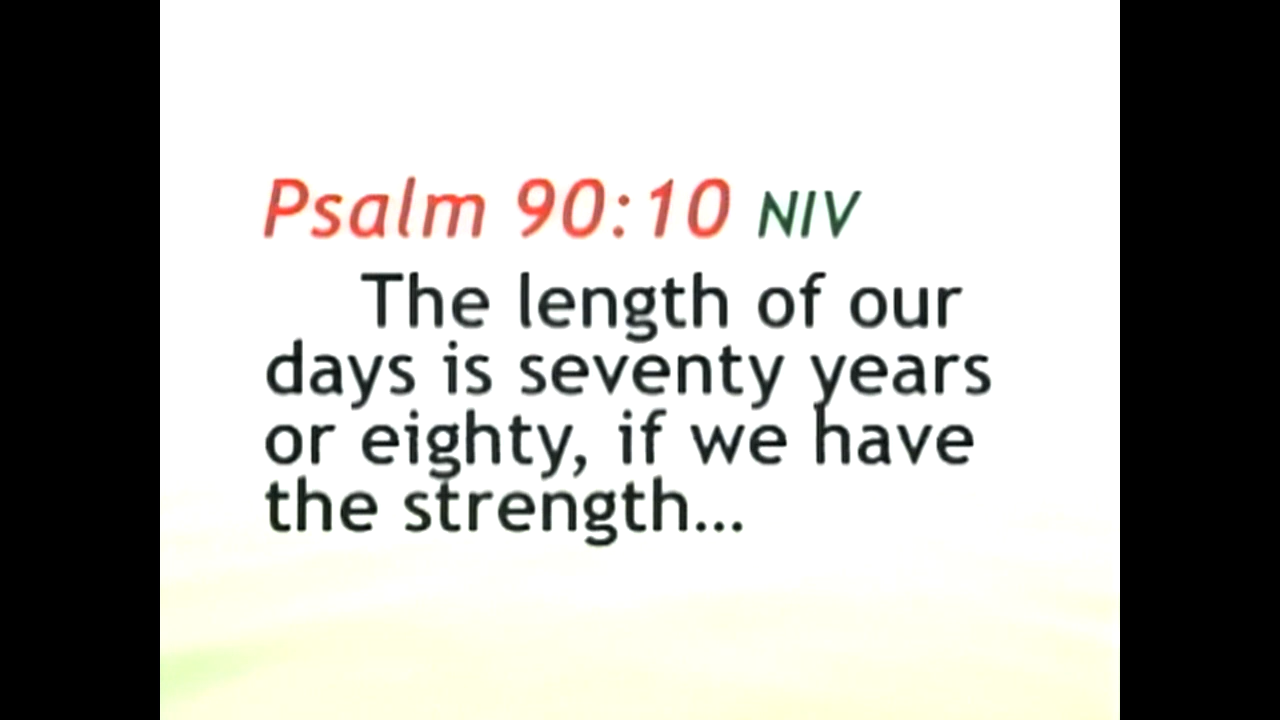 Psalm 90:10 NIV
The length of our
days is seventy years
or eighty, if we have
the strength...